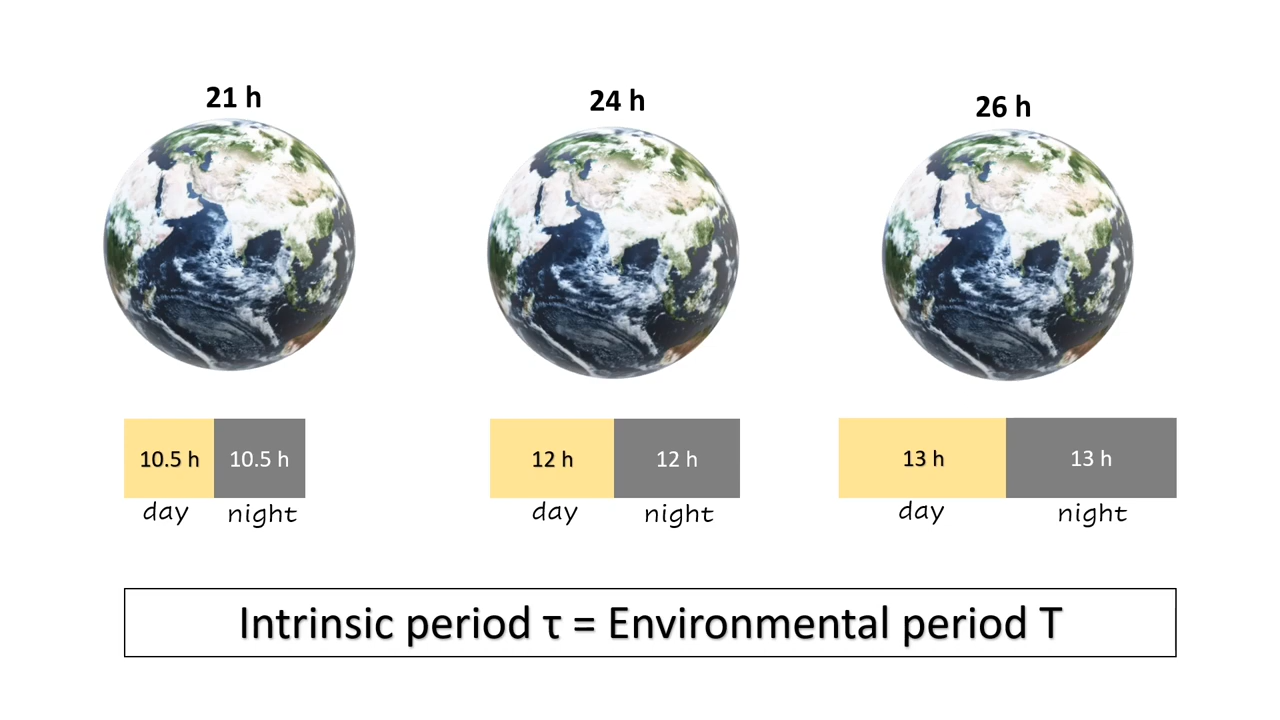 21 h
24 h
26 h
10.5 h 10.5 h
12 h 12 h
13 h 13 h
day night
day night
day night
Intrinsic period τ = Environmental period T